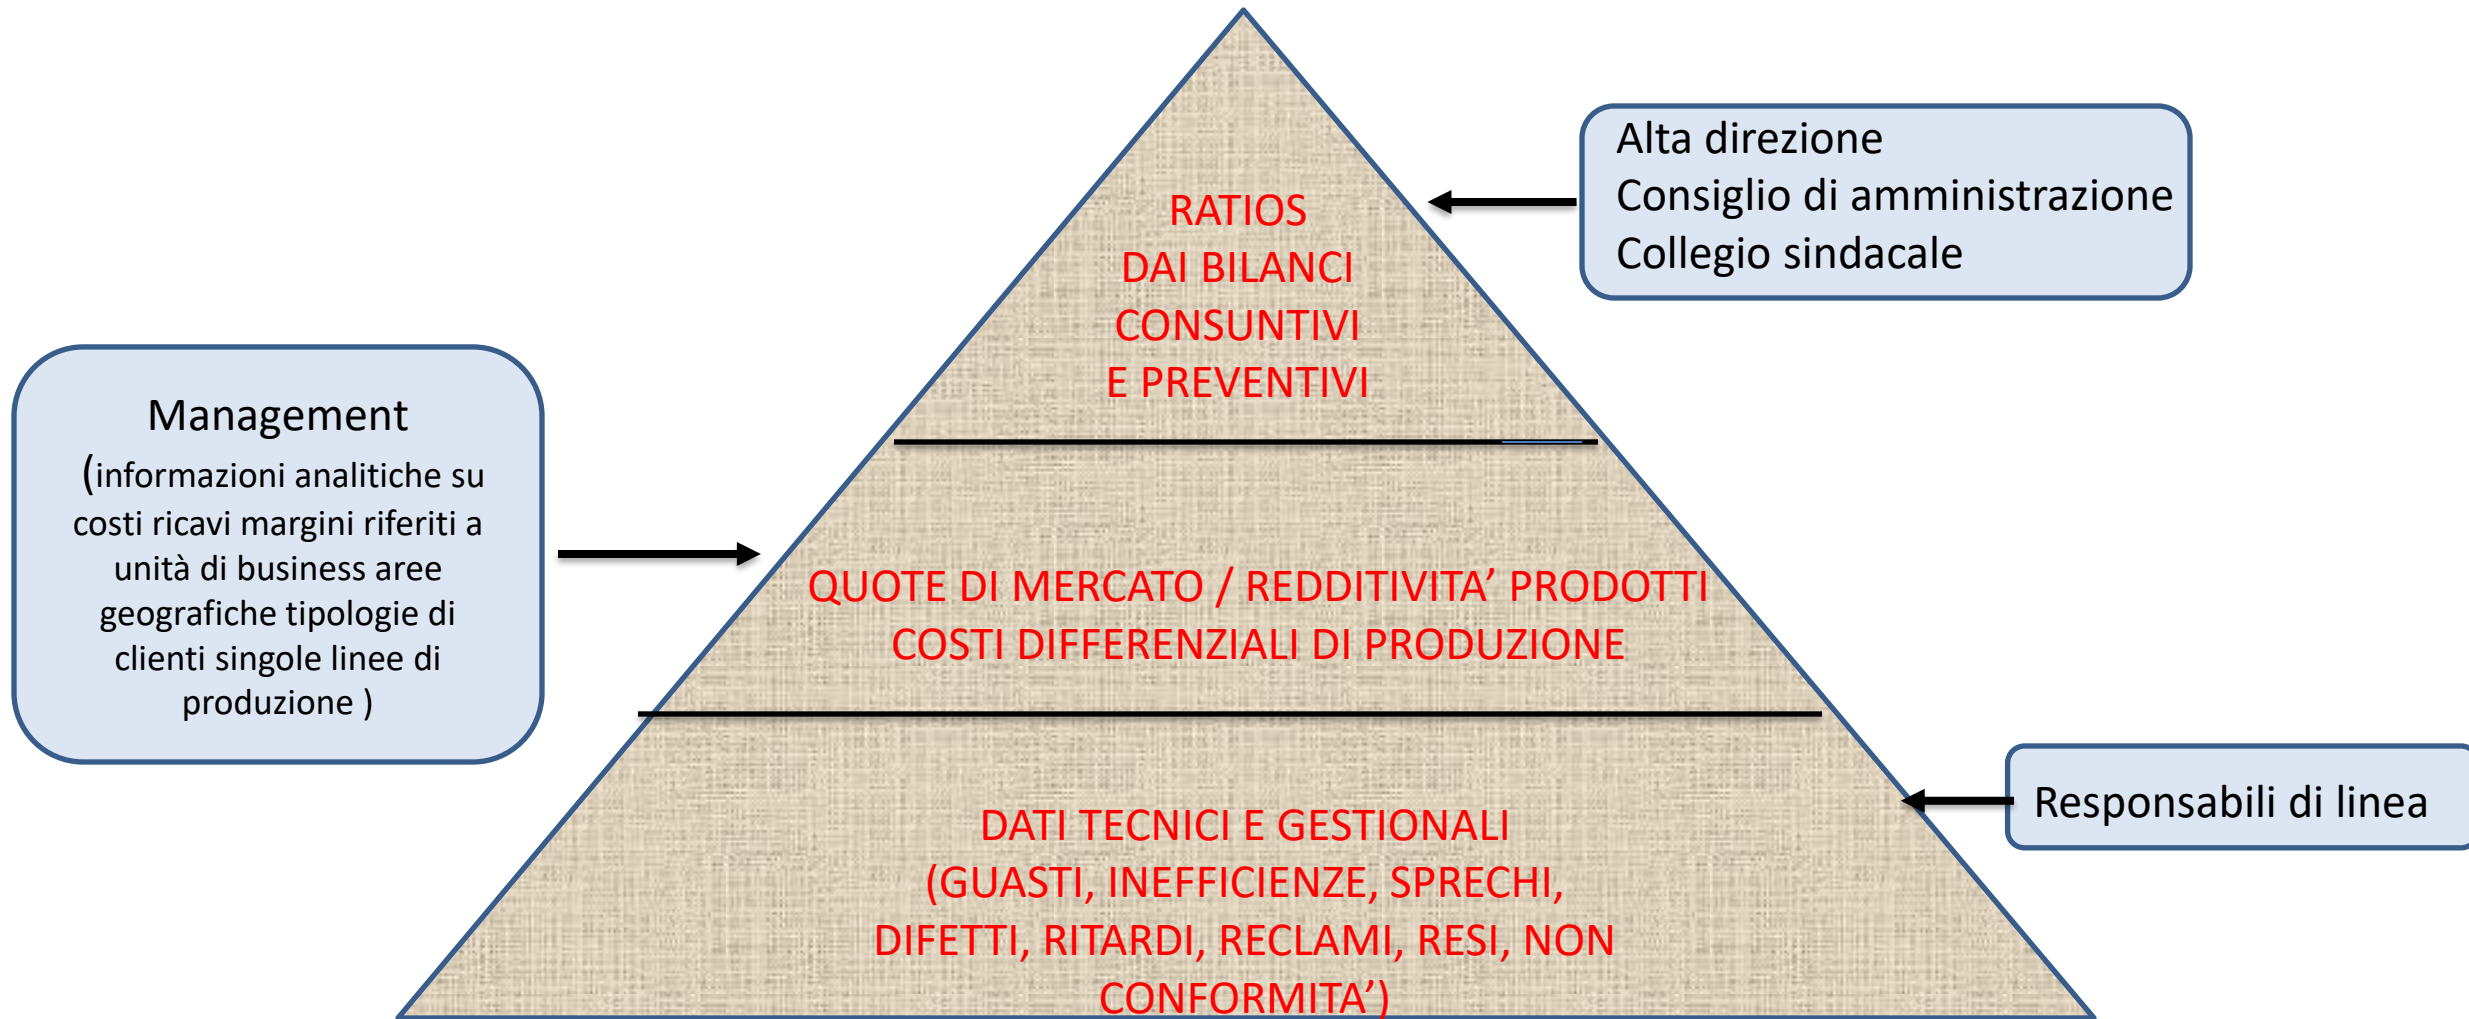 Alta direzione
Consiglio di amministrazione
Collegio sindacale
RATIOS
DAI BILANCI
CONSUNTIVI
E PREVENTIVI
Management
(informazioni analitiche su
costi ricavi margini riferiti a
unità di business aree
geografiche tipologie di
clienti singole linee di
produzione )
QUOTE DI MERCATO / REDDITIVITA’ PRODOTTI
COSTI DIFFERENZIALI DI PRODUZIONE
Responsabili di linea
DATI TECNICI E GESTIONALI
(GUASTI, INEFFICIENZE, SPRECHI,
DIFETTI, RITARDI, RECLAMI, RESI, NON
CONFORMITA’)